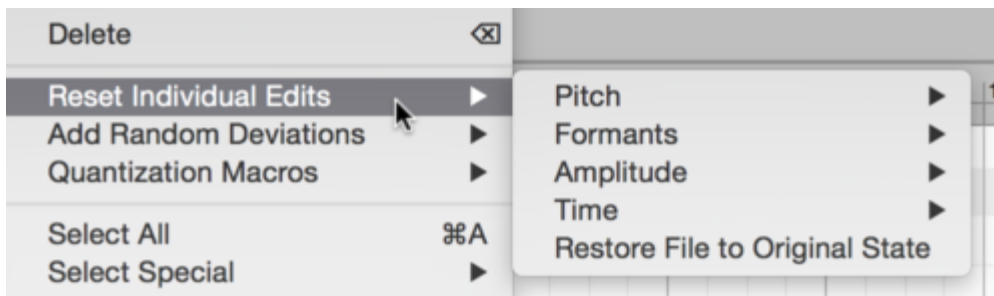 Delete ⌫
Reset Individual Edits ▶
Add Random Deviations ▶
Quantization Macros ▶
Select All ⌘A
Select Special ▶
Pitch ▶
Formants ▶
Amplitude ▶
Time ▶
Restore File to Original State